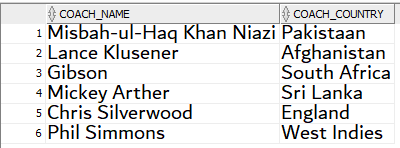 COACH_NAME COACH_COUNTRY
1 Misbah-ul-Haq Khan Niazi Pakistaan
2 Lance Klusener Afghanistan
3 Gibson South Africa
4 Mickey Arther Sri Lanka
5 Chris Silverwood England
6 Phil Simmons West Indies